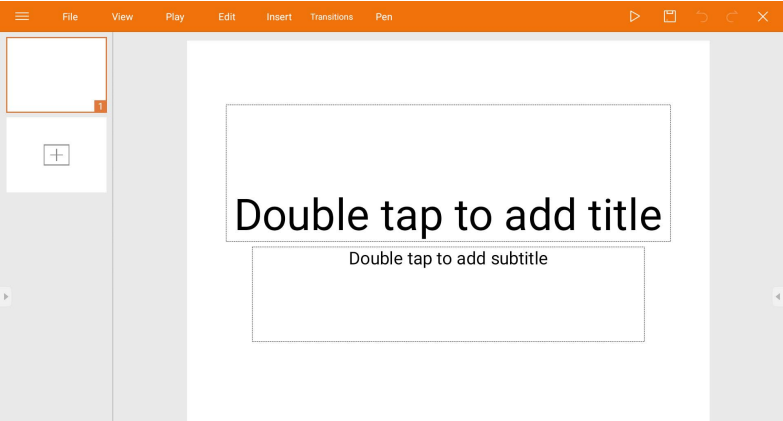 File View Play Edit Insert Transitions Pen
1
Double tap to add title
Double tap to add subtitle